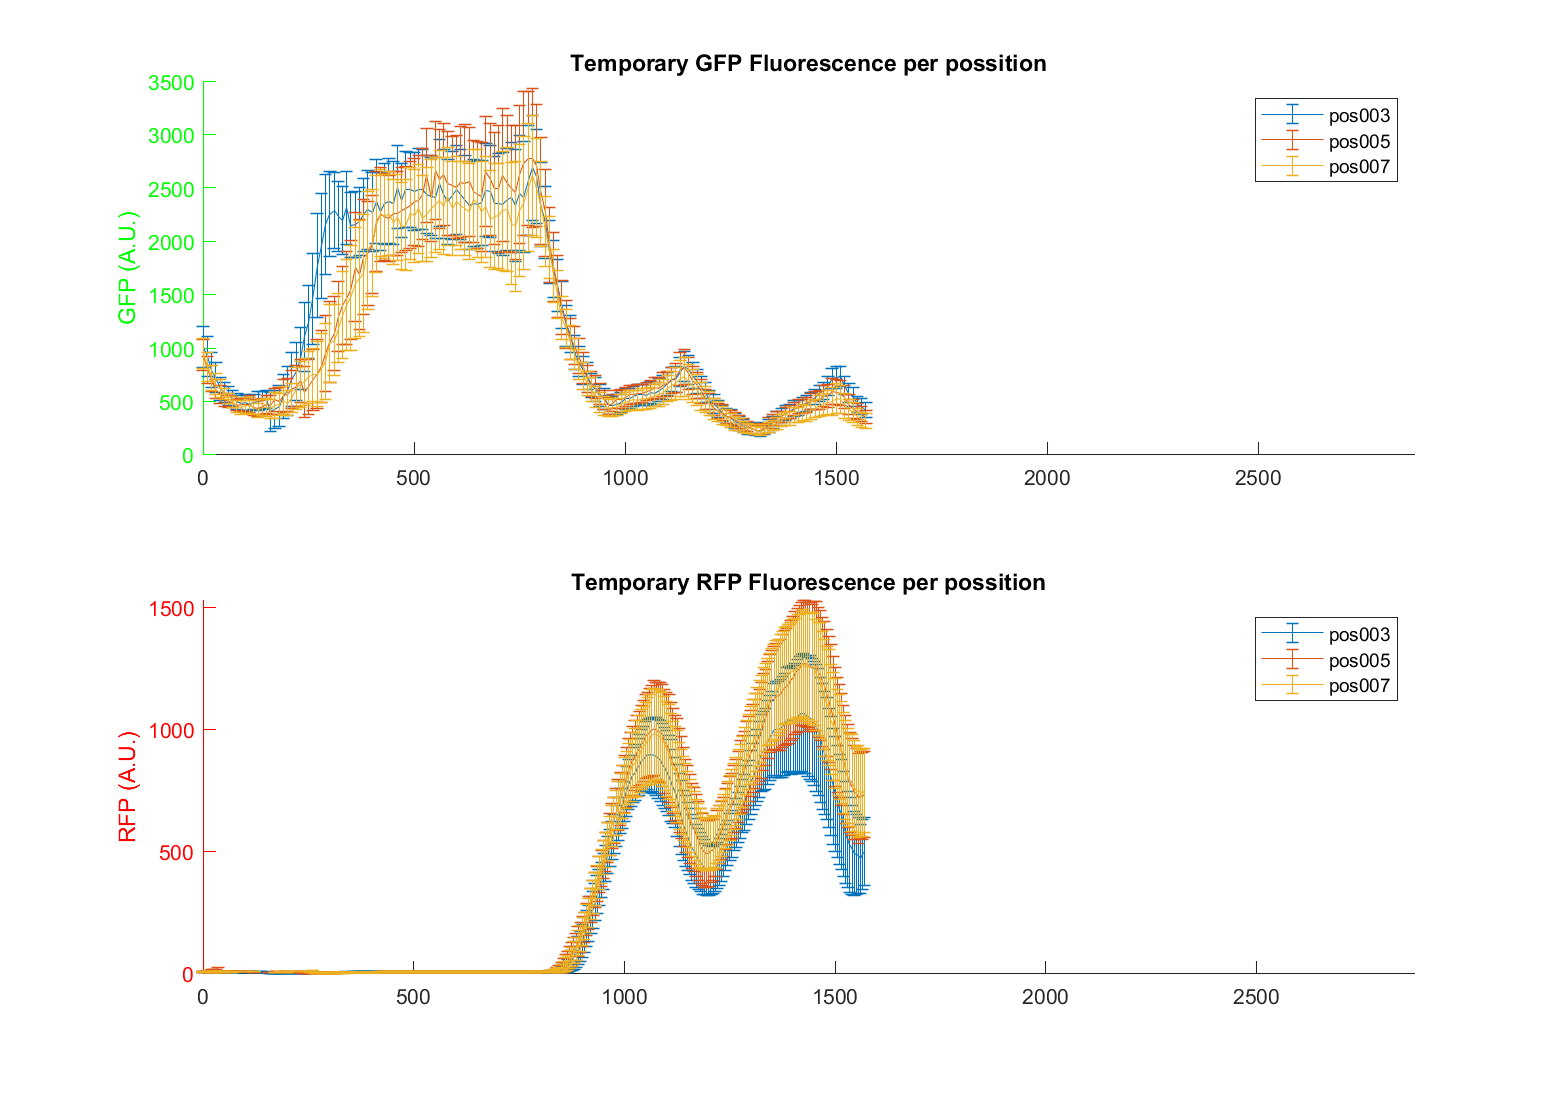 Temporary GFP Fluorescence per possition
3500
3000
2500
2000
1500
1000
500
0
GFP (A.U.)
pos003
pos005
pos007
0 500 1000 1500 2000 2500
Temporary RFP Fluorescence per possition
1500
1000
500
0
RFP (A.U.)
pos003
pos005
pos007
0 500 1000 1500 2000 2500